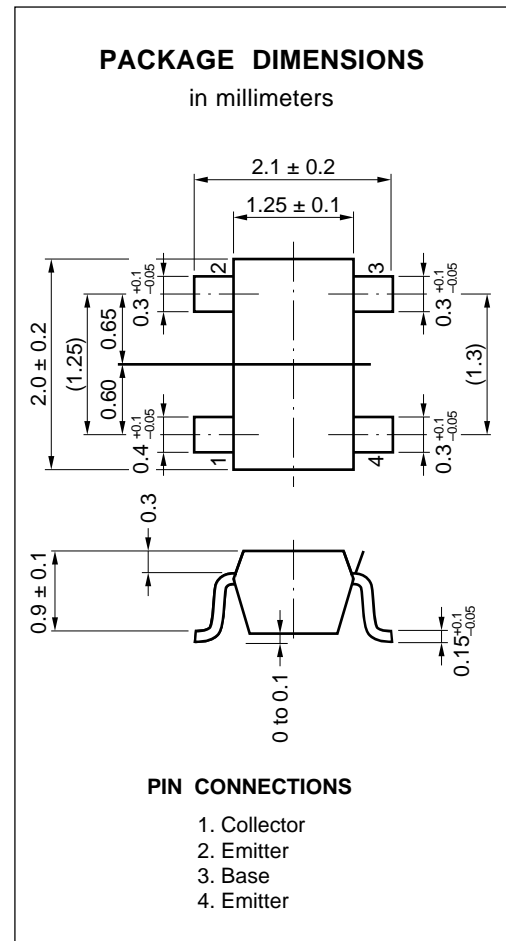 PACKAGE DIMENSIONS
in millimeters
2.1 ± 0.2
1.25 ± 0.1
2
3
0.3 +0.1 −0.05
0.3 +0.1 −0.05
2.0 ± 0.2
(1.25)
0.65
0.60
(1.3)
0.4 +0.1 −0.05
1
4
0.3 +0.1 −0.05
0.3
0.9 ± 0.1
0 to 0.1
0.15 +0.1 −0.05
PIN CONNECTIONS
1. Collector
2. Emitter
3. Base
4. Emitter